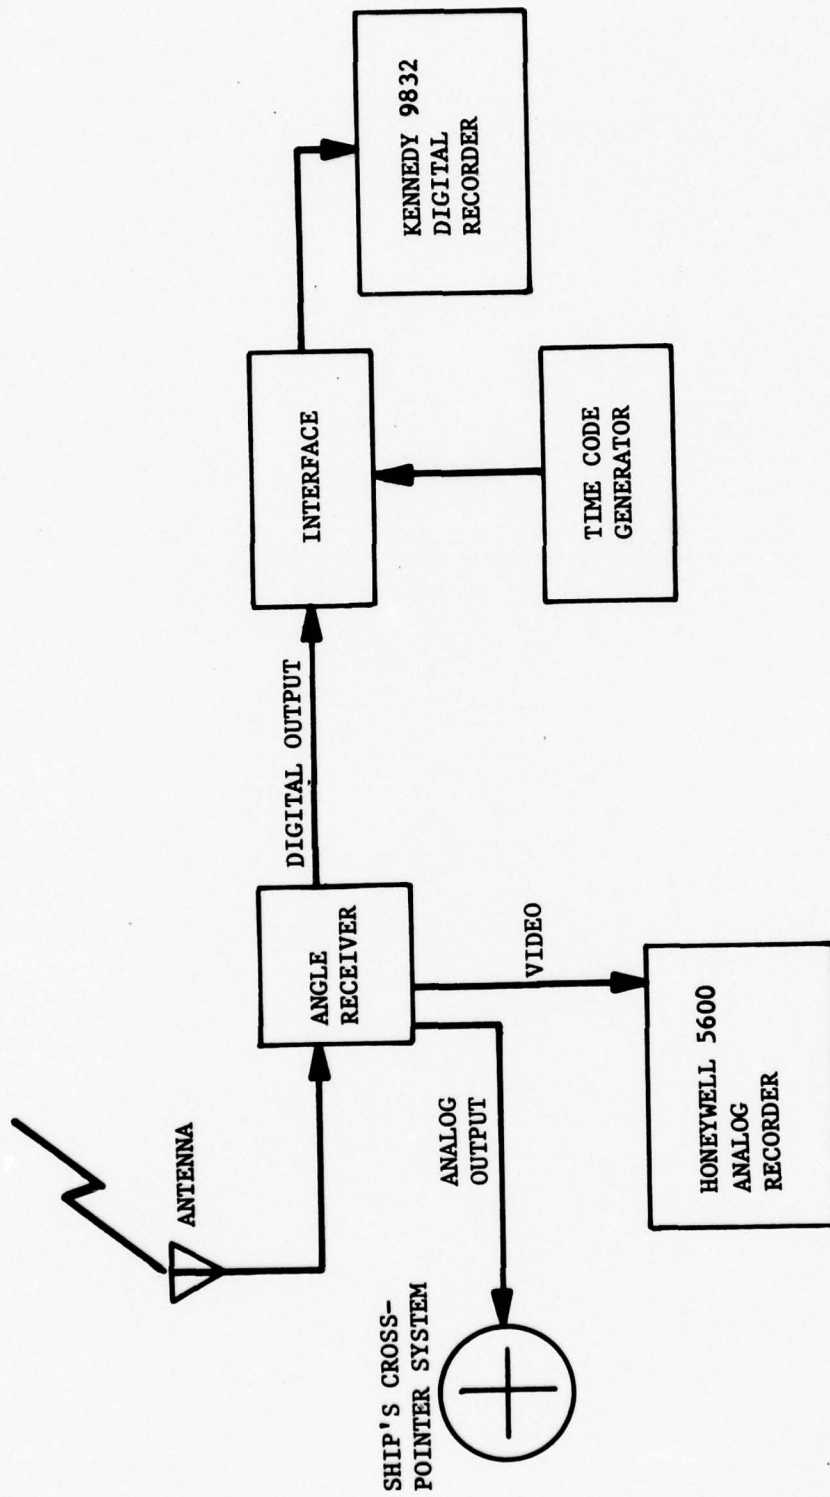 ANTENNA
SHIP'S CROSS-
POINTER SYSTEM
ANALOG
OUTPUT
ANGLE
RECEIVER
VIDEO
HONEYWELL 5600
ANALOG
RECORDER
DIGITAL OUTPUT
INTERFACE
TIME CODE
GENERATOR
KENNEDY 9832
DIGITAL
RECORDER